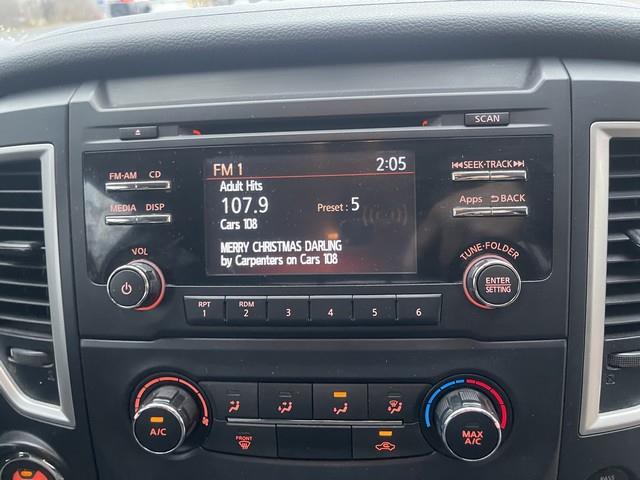 SCAN
FM·AM CD
MEDIA DISP
VOL
FM 1 2:05
Adult Hits
107.9 Preset : 5
Cars 108
MERRY CHRISTMAS DARLING
by Carpenters on Cars 108
SEEK·TRACK
Apps BACK
TUNE·FOLDER
ENTER
SETTING
RPT
1
RDM
2
3
4
5
6
A/C
FRONT
MAX
A/C